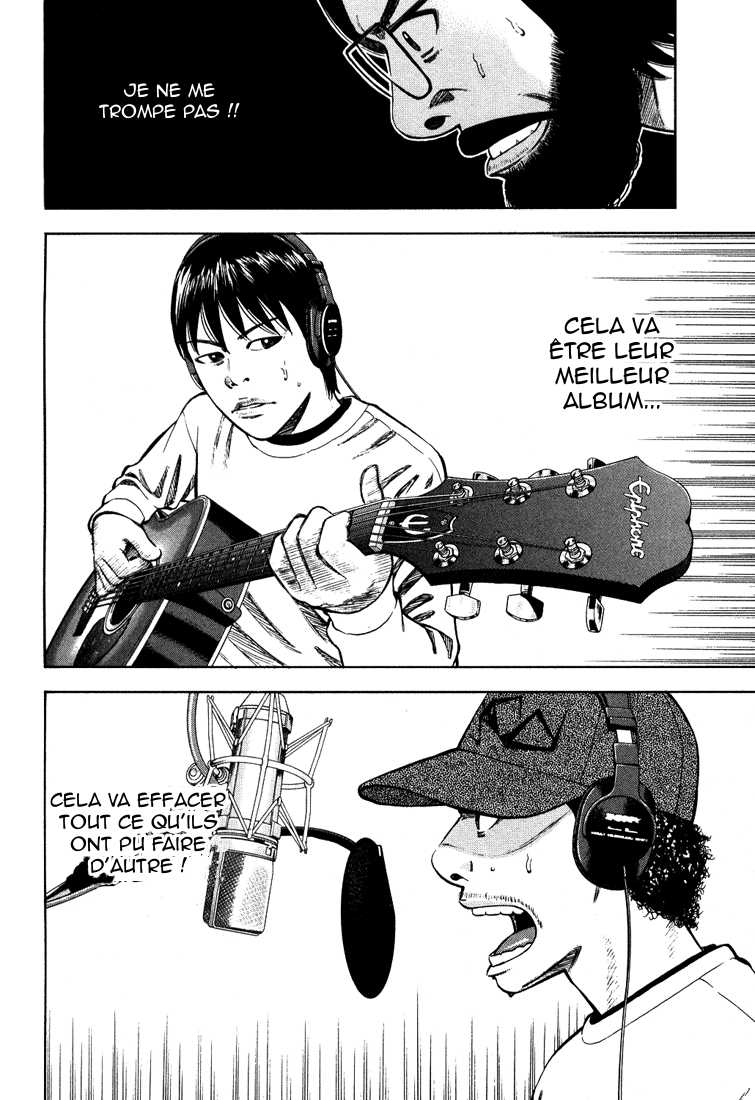 JE NE ME
TROMPE PAS !!
CELA VA
ÊTRE LEUR
MEILLEUR
ALBUM...
Epiphone
CELA VA EFFACER
TOUT CE QU'ILS
ONT PU FAIRE
D'AUTRE !